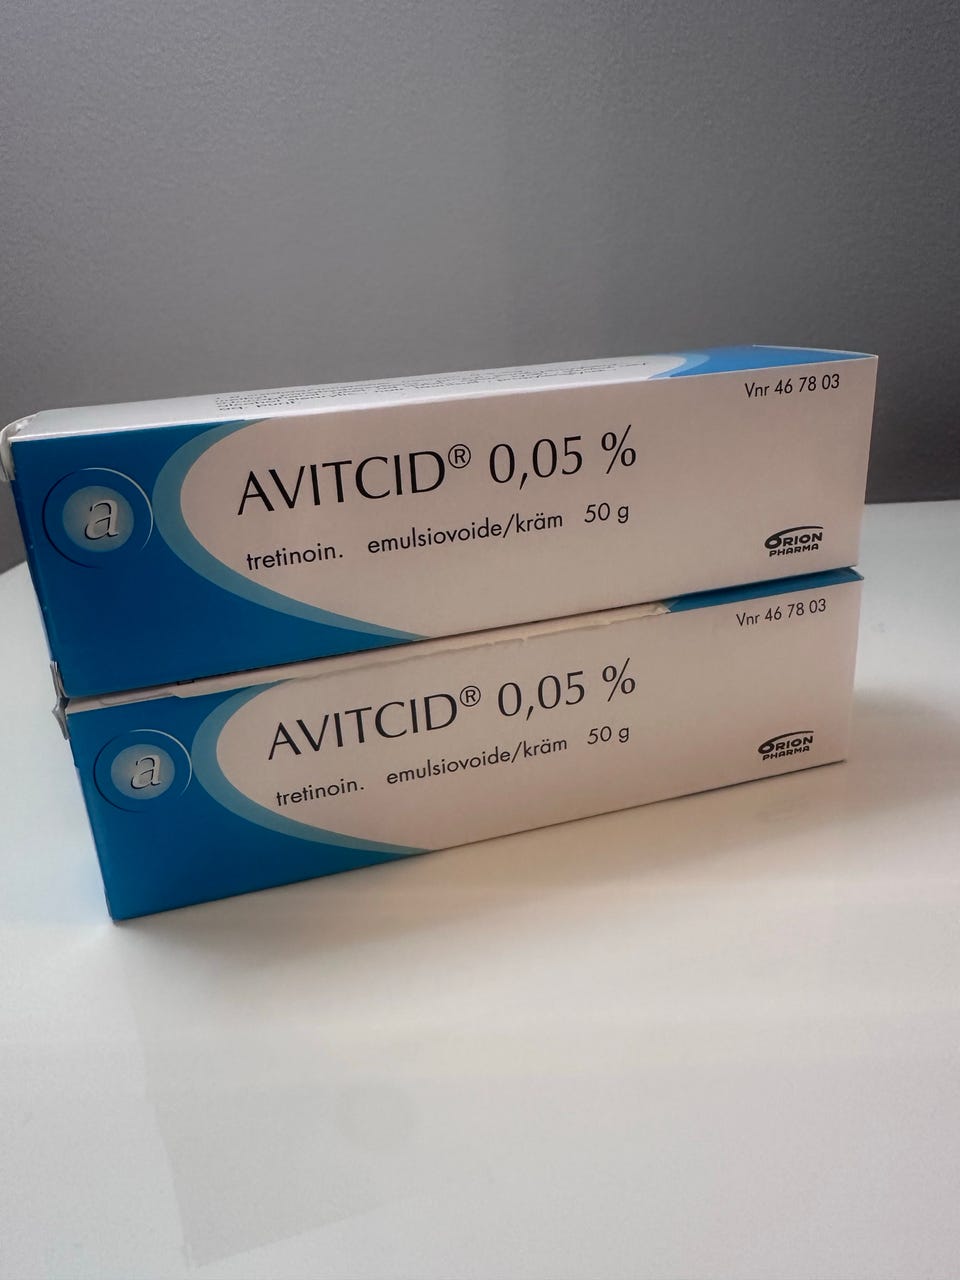 Vnr 46 78 03
a
AVITCID® 0,05 %
tretinoin. emulsiovoide/kräm 50 g
ORION
PHARMA
Vnr 46 78 03
a
AVITCID® 0,05 %
tretinoin. emulsiovoide/kräm 50 g
ORION
PHARMA